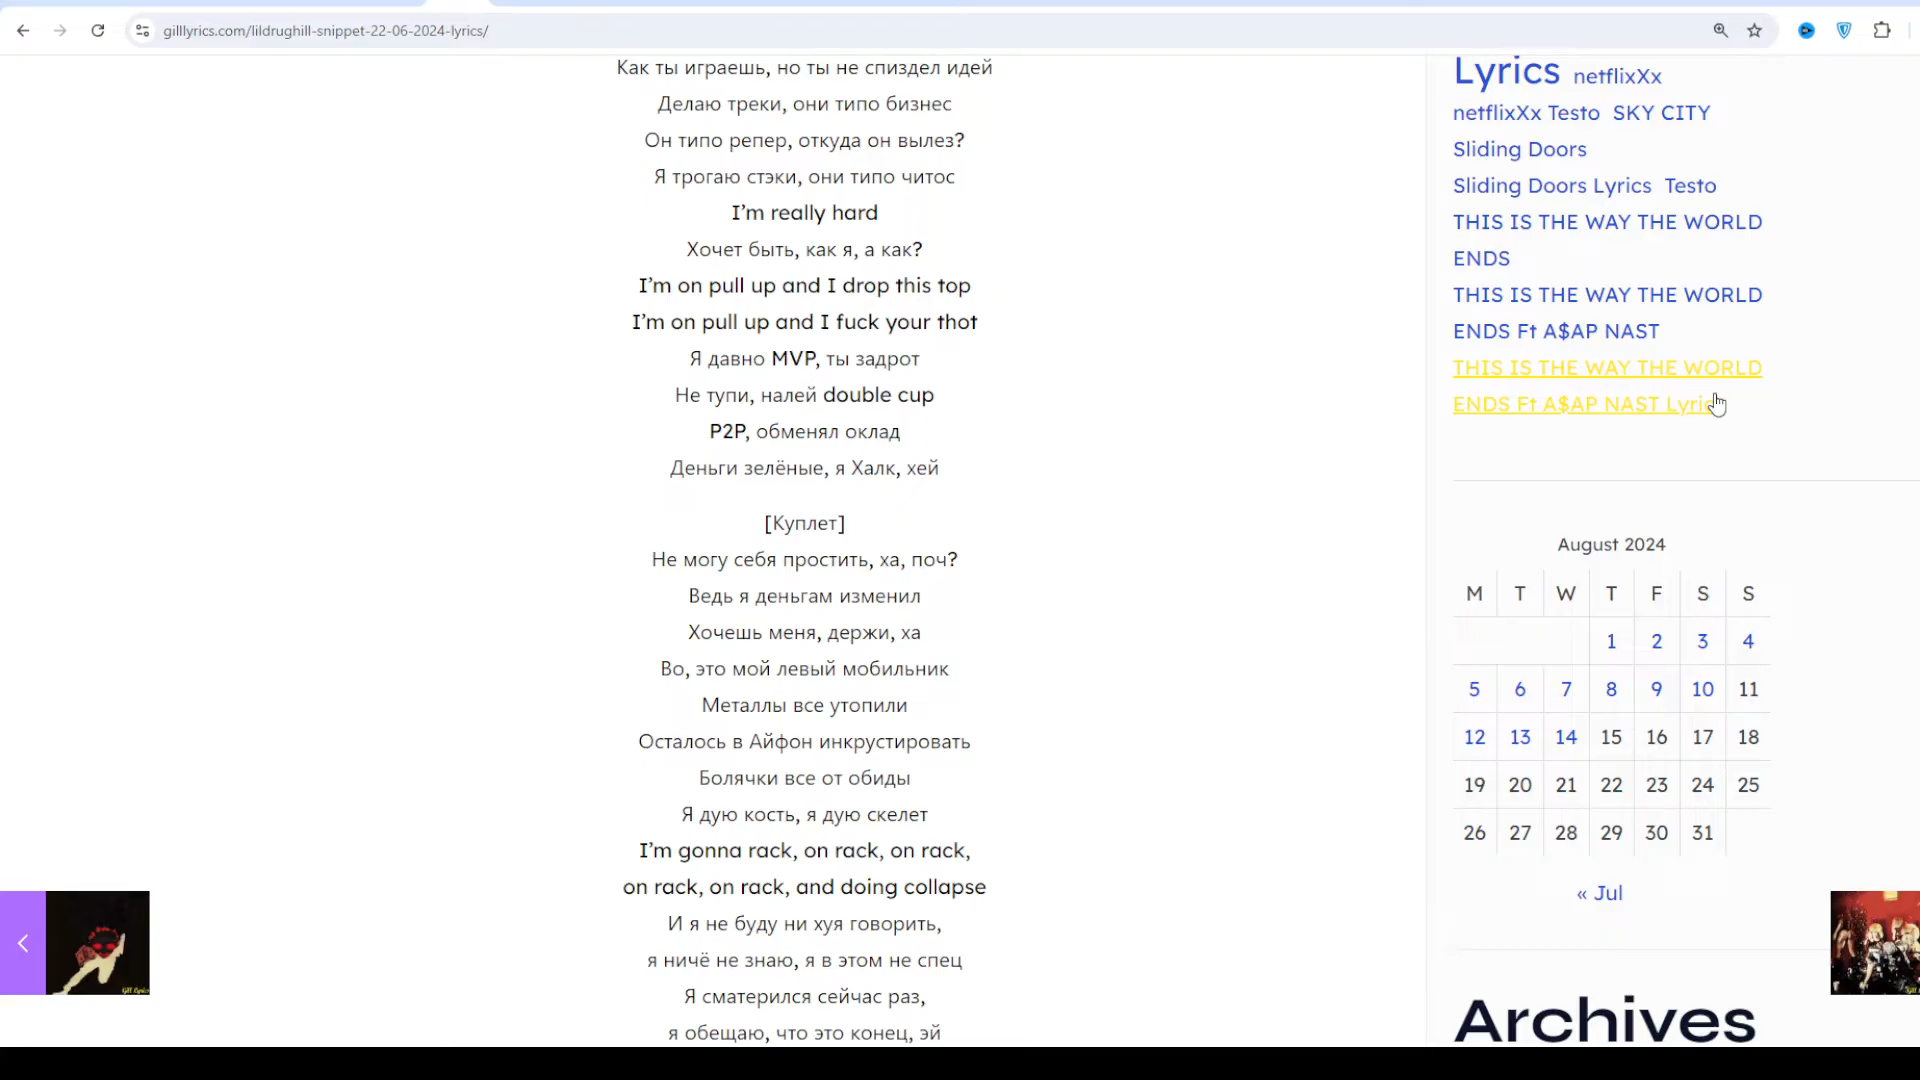 gilllyrics.com/lildrughill-snippet-22-06-2024-lyrics/
Как ты играешь, но ты не спиздел идей
Делаю треки, они типо бизнес
Он типо репер, откуда он вылез?
Я трогаю стэки, они типо читос
I’m really hard
Хочет быть, как я, а как?
I’m on pull up and I drop this top
I’m on pull up and I fuck your thot
Я давно MVP, ты задрот
Не тупи, налей double cup
P2P, обменял оклад
Деньги зелёные, я Халк, хей
[Куплет]
Не могу себя простить, ха, поч?
Ведь я деньгам изменил
Хочешь меня, держи, ха
Во, это мой левый мобильник
Металлы все утопили
Осталось в Айфон инкрустировать
Болячки все от обиды
Я дую кость, я дую скелет
I’m gonna rack, on rack, on rack,
on rack, on rack, and doing collapse
И я не буду ни хуя говорить,
я ничё не знаю, я в этом не спец
Я сматерился сейчас раз,
я обещаю, что это конец, эй
Lyrics netflixXx
netflixXx Testo SKY CITY
Sliding Doors
Sliding Doors Lyrics Testo
THIS IS THE WAY THE WORLD
ENDS
THIS IS THE WAY THE WORLD
ENDS Ft A$AP NAST
THIS IS THE WAY THE WORLD
ENDS Ft A$AP NAST
August 2024
M T W T F S S
1 2 3 4
5 6 7 8 9 10 11
12 13 14 15 16 17 18
19 20 21 22 23 24 25
26 27 28 29 30 31
« Jul
Archives